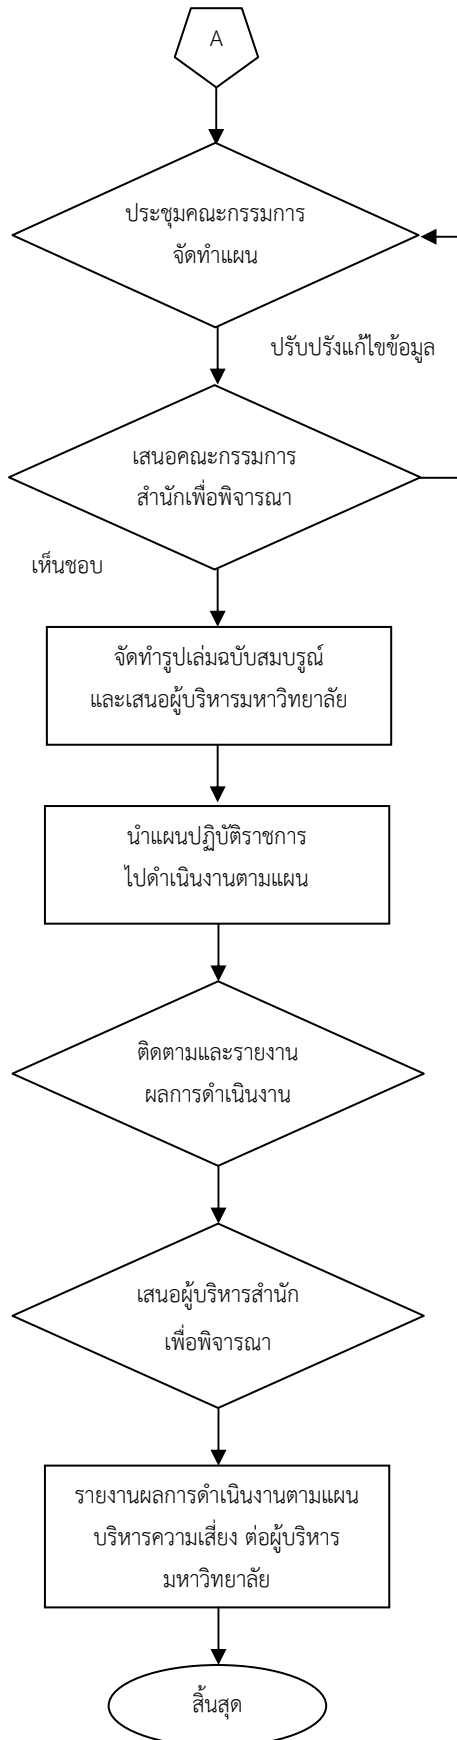 A
ประชุมคณะกรรมการ
จัดทำแผน
ปรับปรังแก้ไขข้อมูล
เสนอคณะกรรมการ
สำนักเพื่อพิจารณา
เห็นชอบ
จัดทำรูปเล่มฉบับสมบรูณ์
และเสนอผู้บริหารมหาวิทยาลัย
นำแผนปฏิบัติราชการ
ไปดำเนินงานตามแผน
ติดตามและรายงาน
ผลการดำเนินงาน
เสนอผู้บริหารสำนัก
เพื่อพิจารณา
รายงานผลการดำเนินงานตามแผน
บริหารความเสี่ยง ต่อผู้บริหาร
มหาวิทยาลัย
สิ้นสุด